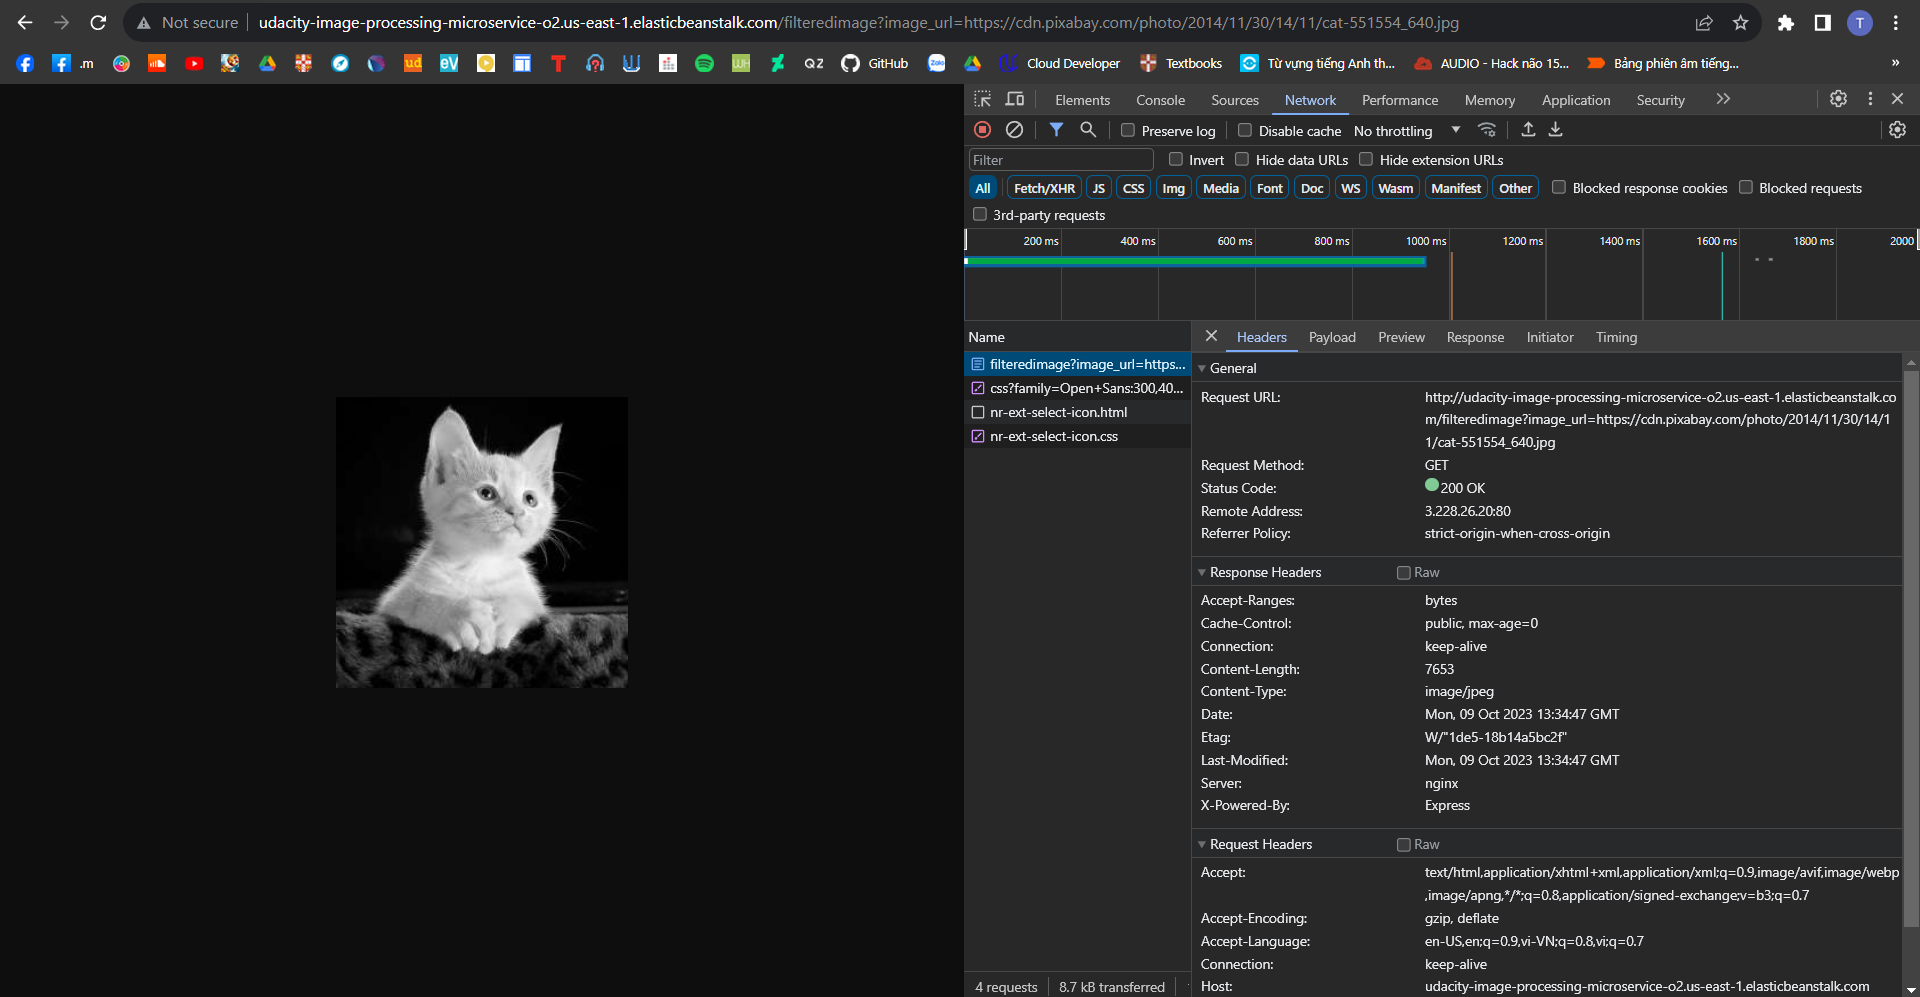 Not secure
udacity-image-processing-microservice-o2.us-east-1.elasticbeanstalk.com/filteredimage?image_url=https://cdn.pixabay.com/photo/2014/11/30/14/11/cat-551554_640.jpg
T
.m
ud
eV
T
WH
QZ
GitHub
Zalo
Cloud Developer
Textbooks
Từ vựng tiếng Anh th...
AUDIO - Hack não 15...
Bảng phiên âm tiếng...
»
Elements Console Sources Network Performance Memory Application Security
Preserve log Disable cache No throttling
Filter Invert Hide data URLs Hide extension URLs
All Fetch/XHR JS CSS Img Media Font Doc WS Wasm Manifest Other Blocked response cookies Blocked requests
3rd-party requests
200 ms 400 ms 600 ms 800 ms 1000 ms 1200 ms 1400 ms 1600 ms 1800 ms 2000
Name
filteredimage?image_url=https...
css?family=Open+Sans:300,40...
nr-ext-select-icon.html
nr-ext-select-icon.css
4 requests 8.7 kB transferred
Headers Payload Preview Response Initiator Timing
General
Request URL: http://udacity-image-processing-microservice-o2.us-east-1.elasticbeanstalk.co
m/filteredimage?image_url=https://cdn.pixabay.com/photo/2014/11/30/14/1
1/cat-551554_640.jpg
Request Method: GET
Status Code: 200 OK
Remote Address: 3.228.26.20:80
Referrer Policy: strict-origin-when-cross-origin
Response Headers Raw
Accept-Ranges: bytes
Cache-Control: public, max-age=0
Connection: keep-alive
Content-Length: 7653
Content-Type: image/jpeg
Date: Mon, 09 Oct 2023 13:34:47 GMT
Etag: W/"1de5-18b14a5bc2f"
Last-Modified: Mon, 09 Oct 2023 13:34:47 GMT
Server: nginx
X-Powered-By: Express
Request Headers Raw
Accept: text/html,application/xhtml+xml,application/xml;q=0.9,image/avif,image/webp
,image/apng,*/*;q=0.8,application/signed-exchange;v=b3;q=0.7
Accept-Encoding: gzip, deflate
Accept-Language: en-US,en;q=0.9,vi-VN;q=0.8,vi;q=0.7
Connection: keep-alive
Host: udacity-image-processing-microservice-o2.us-east-1.elasticbeanstalk.com